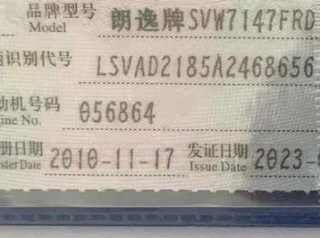 品牌型号 朗逸牌SVW7147FRD
Model
识别代号 LSVAD2185A2468656
动机号码 056864
ine No.
册日期 2010-11-17 发证日期 2023-
ster Date Issue Date